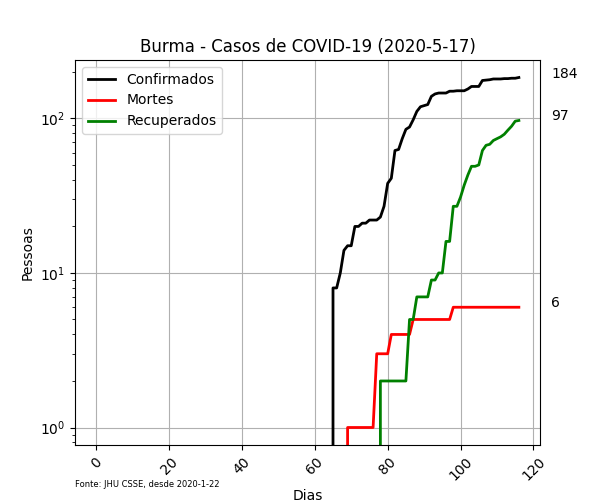 Burma - Casos de COVID-19 (2020-5-17)
Confirmados
Mortes
Recuperados
184
97
6
10²
10¹
10⁰
Pessoas
0 20 40 60 80 100 120
Fonte: JHU CSSE, desde 2020-1-22
Dias